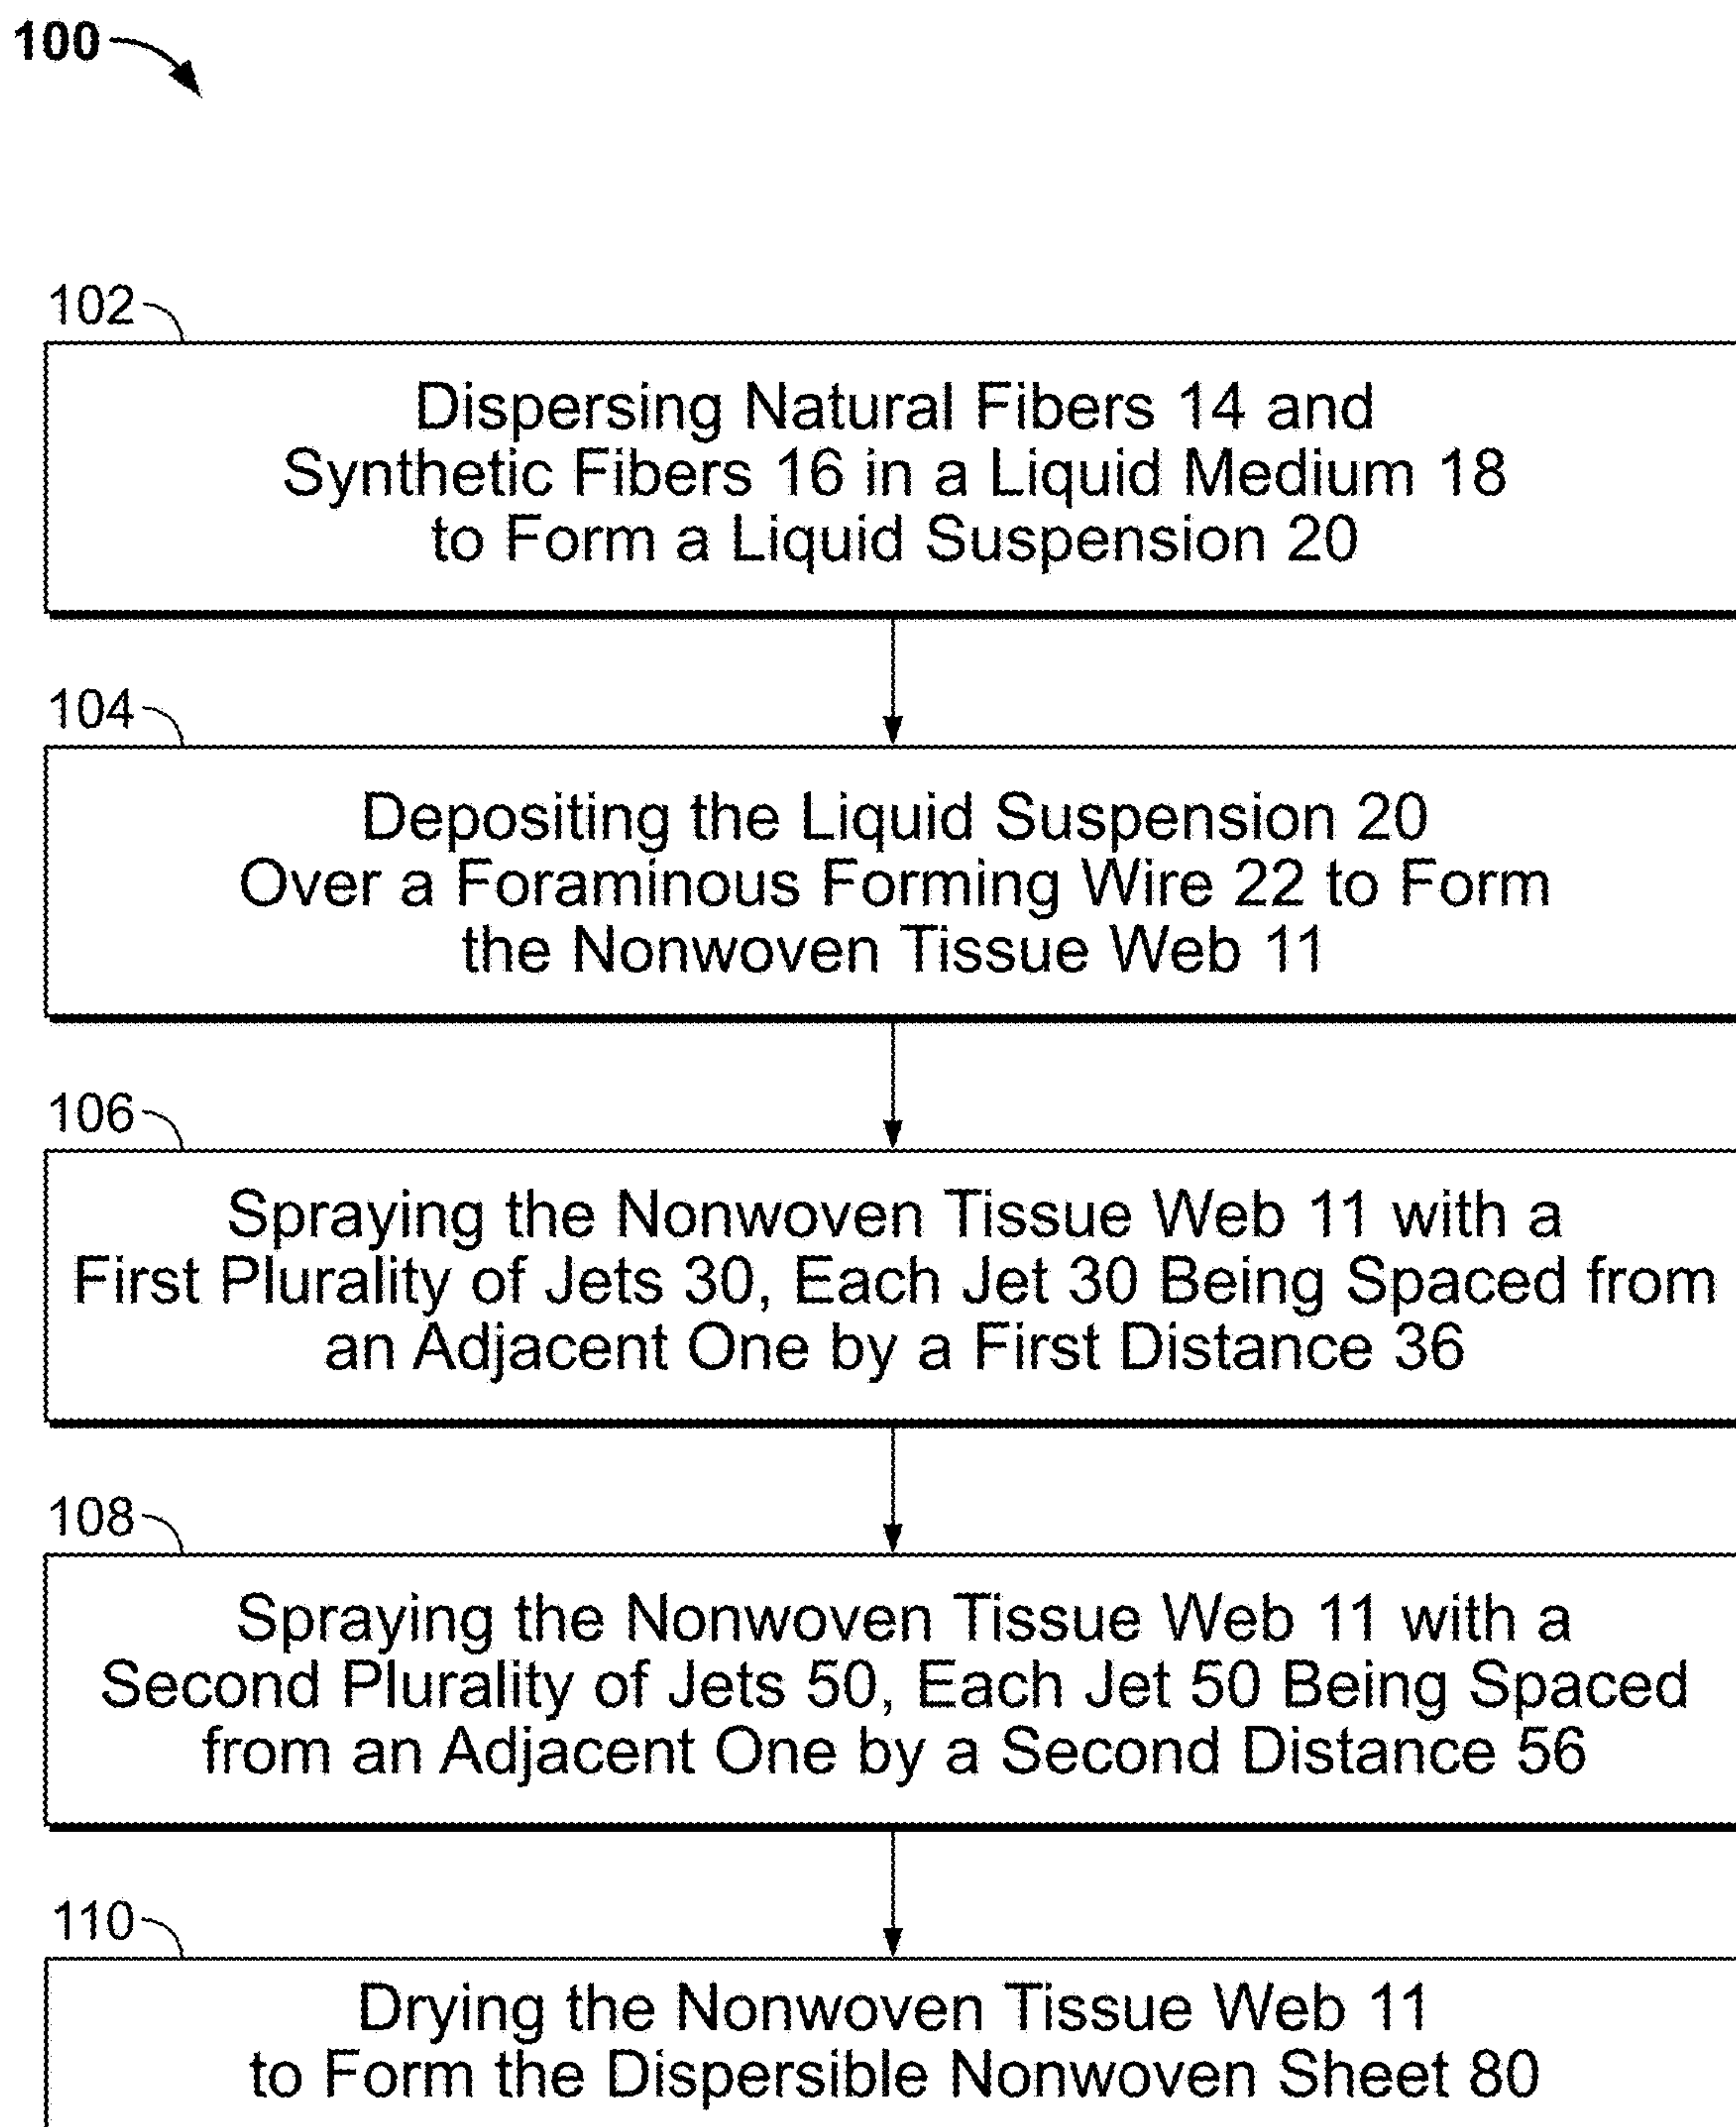 100
102
Dispersing Natural Fibers 14 and
Synthetic Fibers 16 in a Liquid Medium 18
to Form a Liquid Suspension 20
104
Depositing the Liquid Suspension 20
Over a Foraminous Forming Wire 22 to Form
the Nonwoven Tissue Web 11
106
Spraying the Nonwoven Tissue Web 11 with a
First Plurality of Jets 30, Each Jet 30 Being Spaced from
an Adjacent One by a First Distance 36
108
Spraying the Nonwoven Tissue Web 11 with a
Second Plurality of Jets 50, Each Jet 50 Being Spaced
from an Adjacent One by a Second Distance 56
110
Drying the Nonwoven Tissue Web 11
to Form the Dispersible Nonwoven Sheet 80